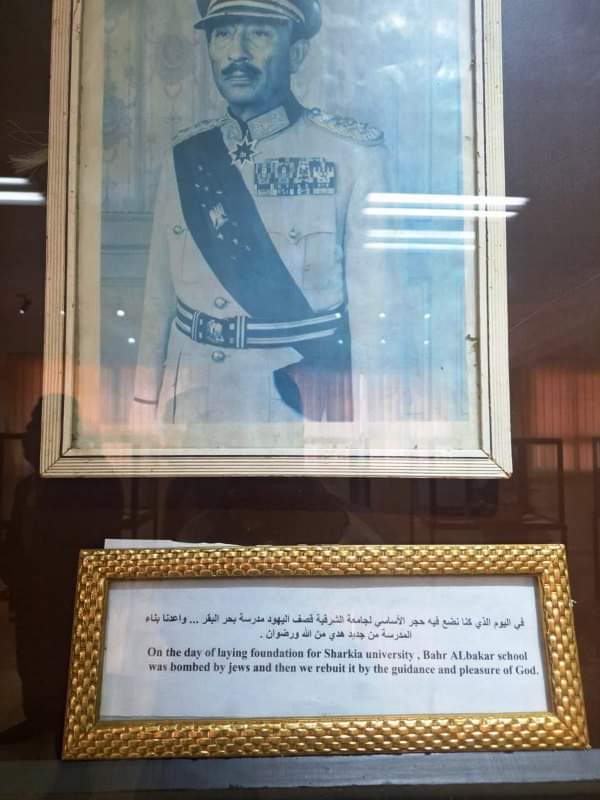 في اليوم الذي كنا نضع فيه حجر الأساسي لجامعة الشرقية قصف اليهود مدرسة بحر البقر ... واعدنا بناء
المدرسة من جديد هدي من الله ورضوان .
On the day of laying foundation for Sharkia university , Bahr ALbakar school
was bombed by jews and then we rebuit it by the guidance and pleasure of God.